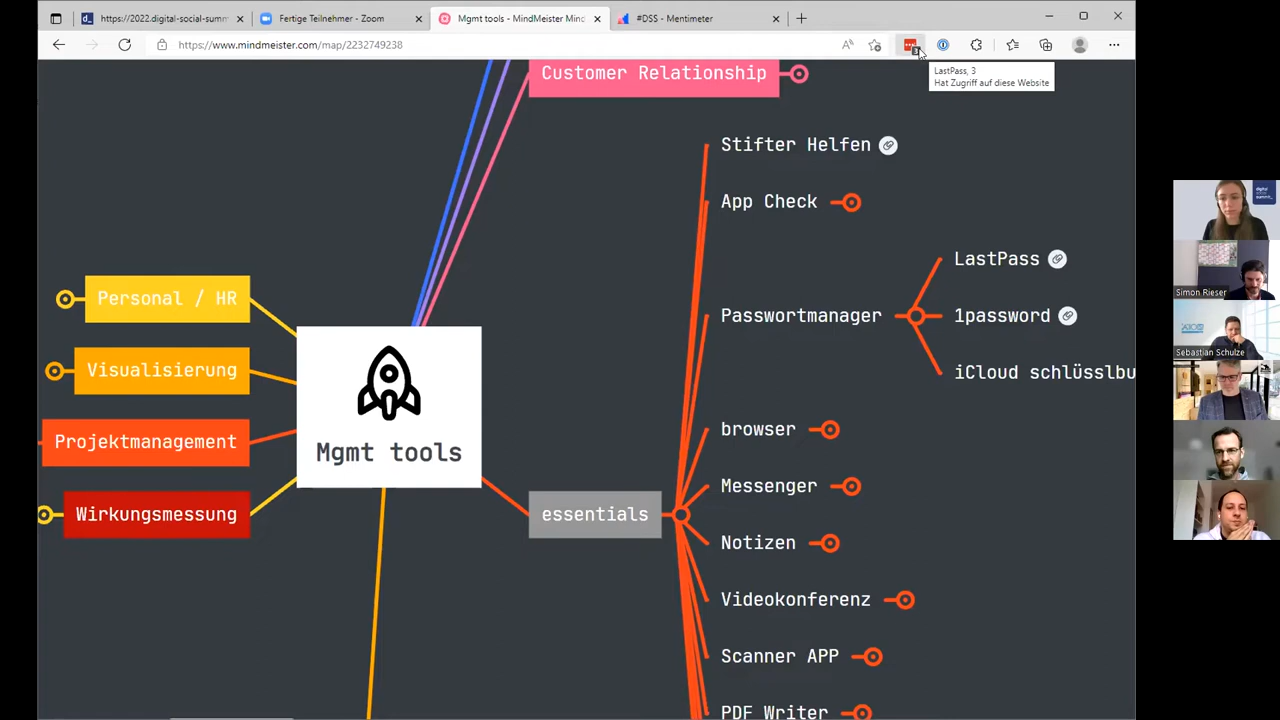 https://2022.digital-social-summ
Fertige Teilnehmer - Zoom
Mgmt tools - MindMeister Mind
#DSS - Mentimeter
https://www.mindmeister.com/map/2232749238
LastPass, 3
Hat Zugriff auf diese Website
Customer Relationship
Stifter Helfen
App Check
LastPass
Passwortmanager
1password
iCloud schlüsslbu
browser
Messenger
Notizen
Videokonferenz
Scanner APP
PDF Writer
essentials
Mgmt tools
Personal / HR
Visualisierung
Projektmanagement
Wirkungsmessung
digital
Simon Rieser
Sebastian Schulze